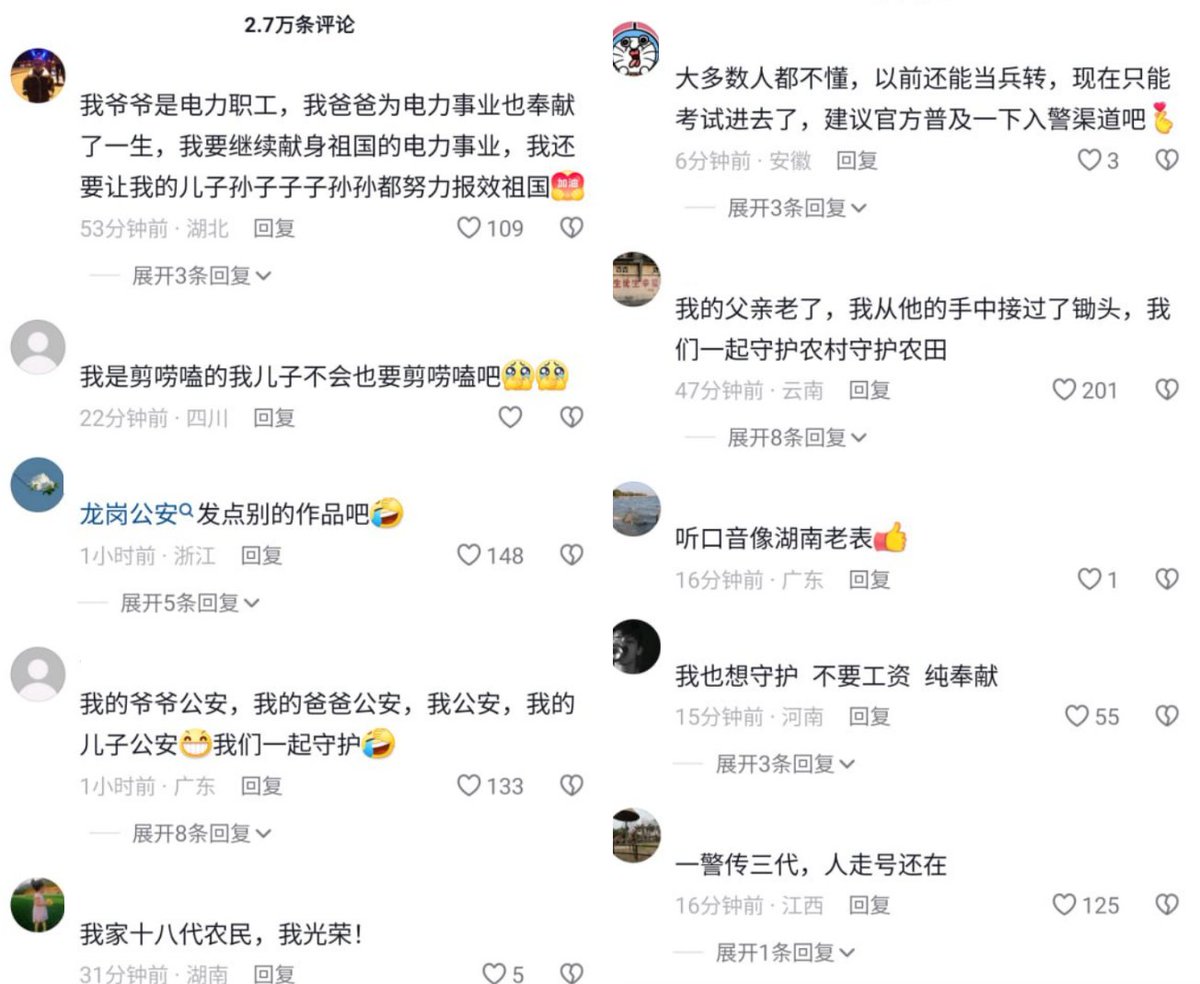 2.7万条评论
我爷爷是电力职工，我爸爸为电力事业也奉献
了一生，我要继续献身祖国的电力事业，我还
要让我的儿子孙子子子孙孙都努力报效祖国加油
53分钟前 · 湖北 回复 109
展开3条回复
我是剪唠嗑的我儿子不会也要剪唠嗑吧
22分钟前 · 四川 回复
龙岗公安 发点别的作品吧
1小时前 · 浙江 回复 148
展开5条回复
我的爷爷公安，我的爸爸公安，我公安，我的
儿子公安我们一起守护
1小时前 · 广东 回复 133
展开8条回复
我家十八代农民，我光荣！
31分钟前 · 湖南 回复 5
大多数人都不懂，以前还能当兵转，现在只能
考试进去了，建议官方普及一下入警渠道吧
6分钟前 · 安徽 回复 3
展开3条回复
我的父亲老了，我从他的手中接过了锄头，我
们一起守护农村守护农田
47分钟前 · 云南 回复 201
展开8条回复
听口音像湖南老表
16分钟前 · 广东 回复 1
我也想守护 不要工资 纯奉献
15分钟前 · 河南 回复 55
展开3条回复
一警传三代，人走号还在
16分钟前 · 江西 回复 125
展开1条回复